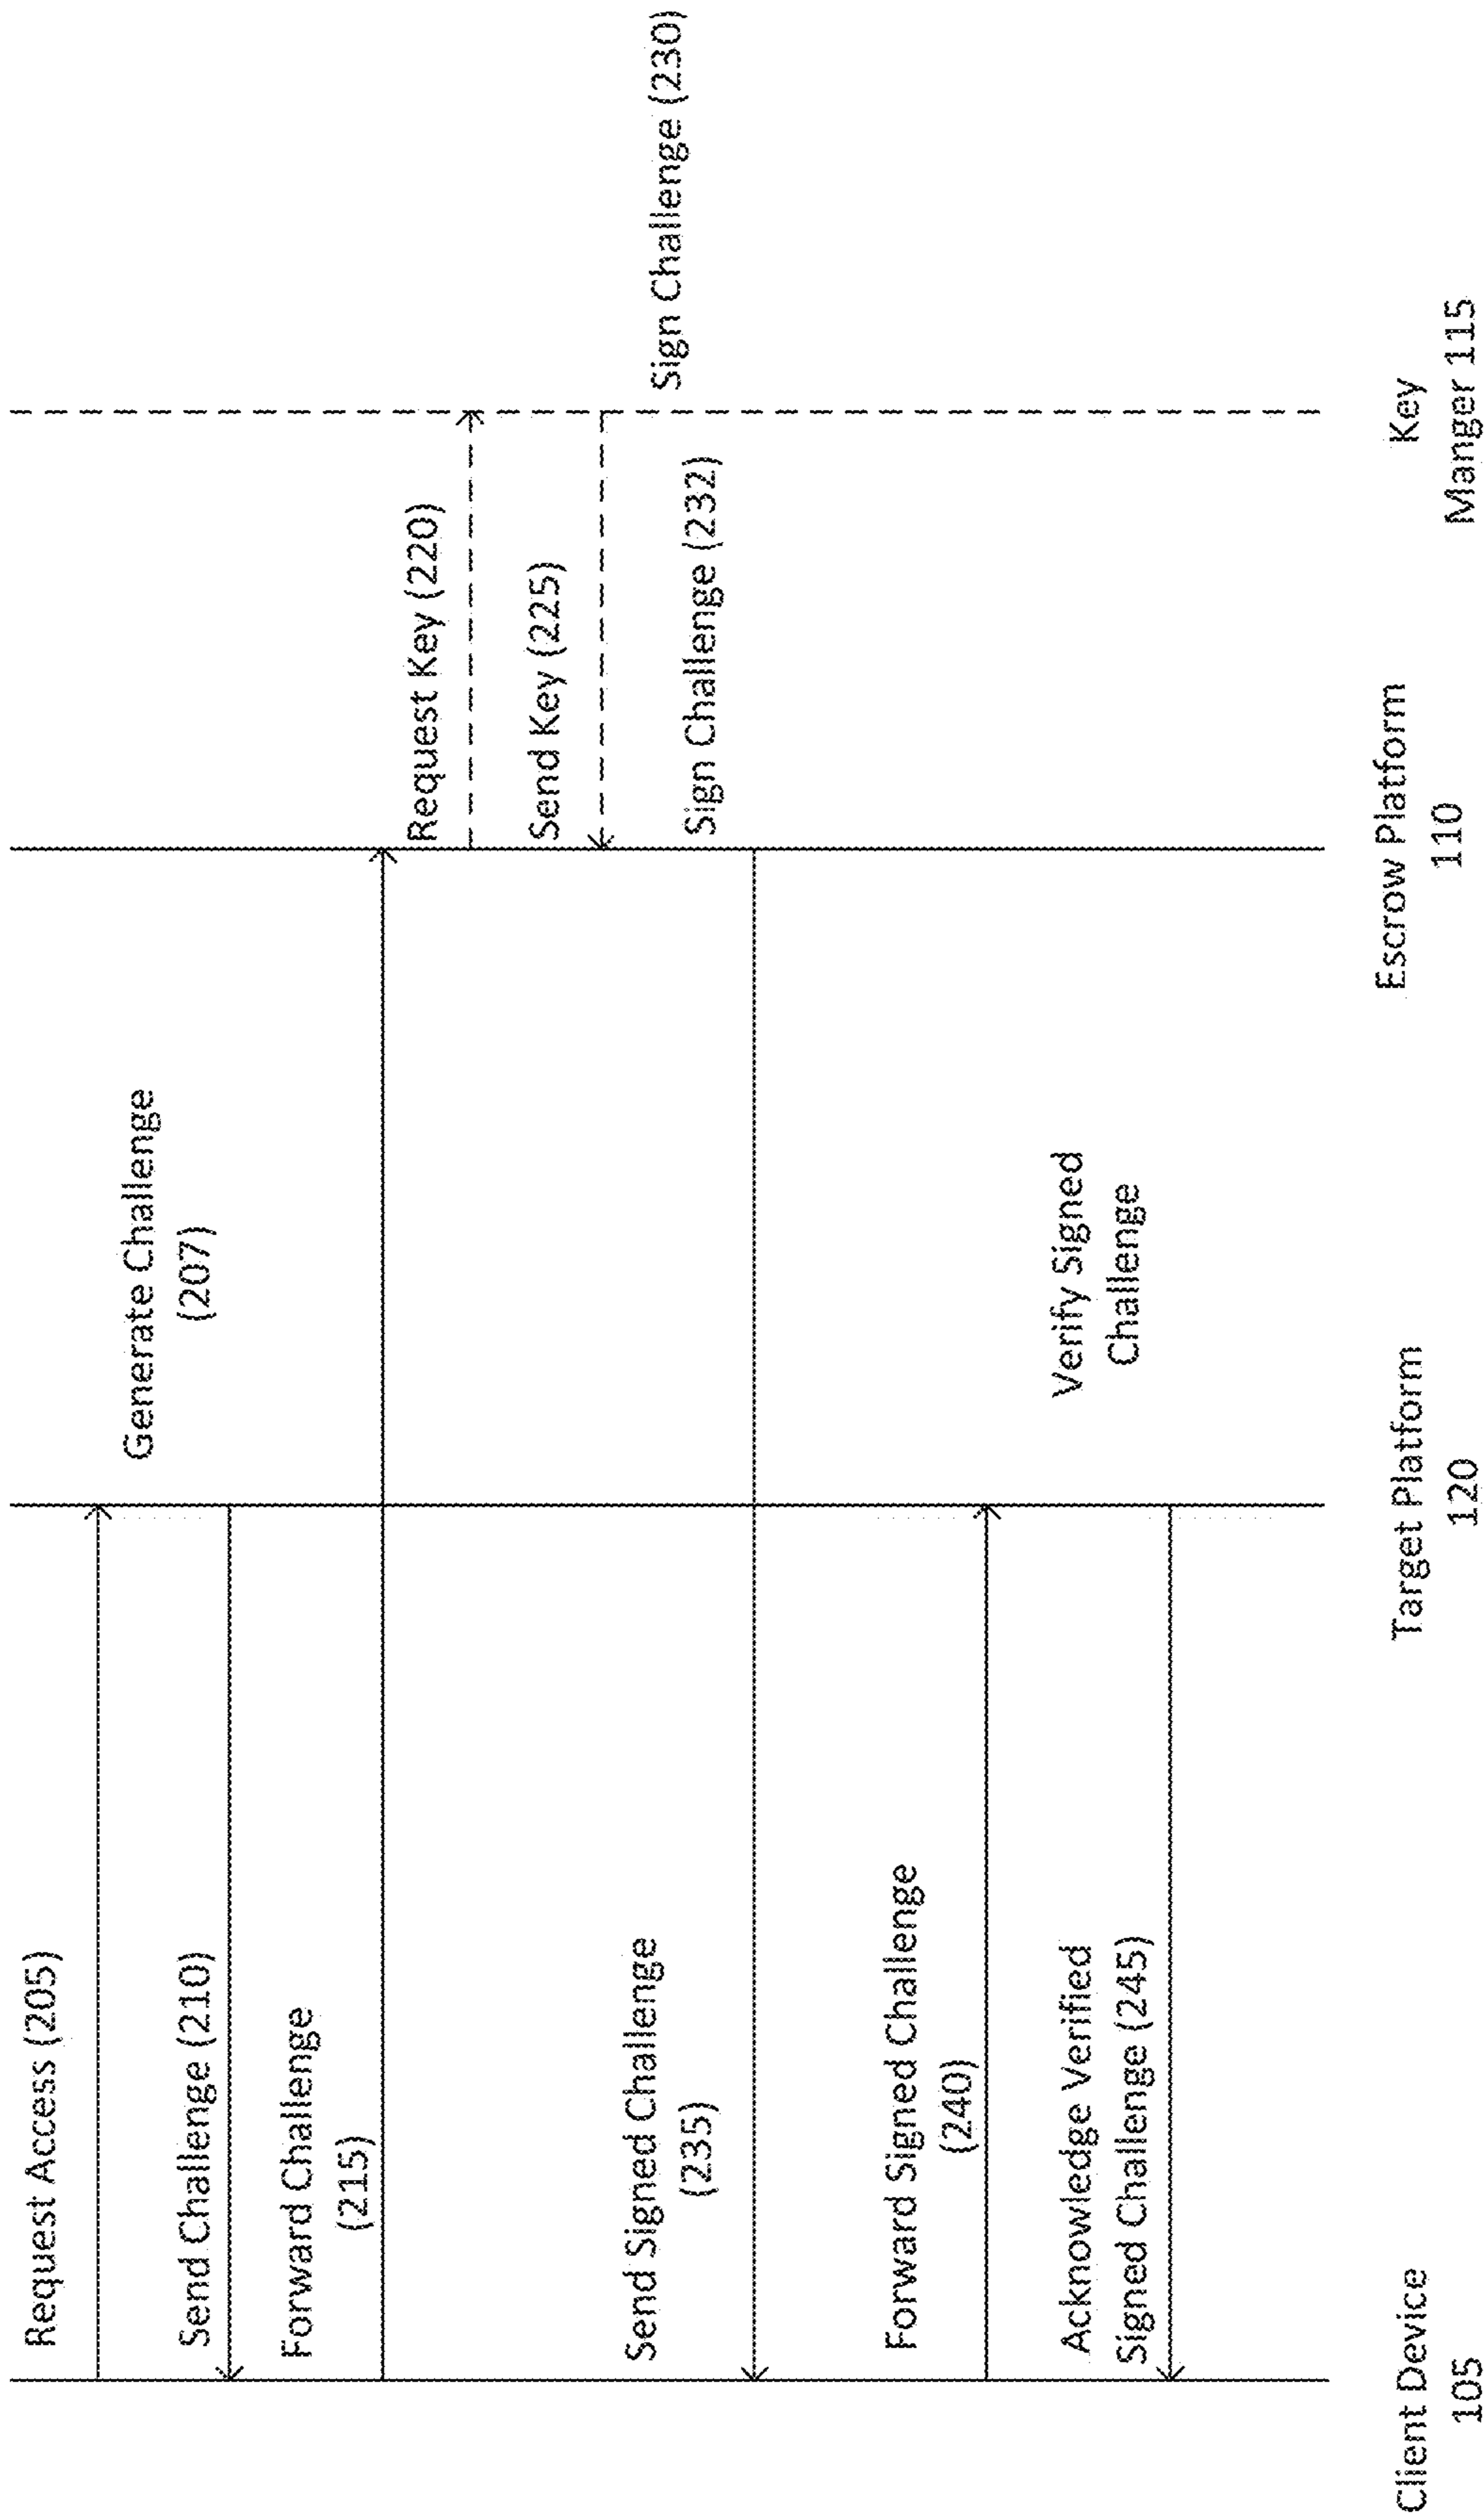 Request Access (205)
Generate Challenge
(207)
Send Challenge (210)
Forward Challenge
(215)
Request Key (220)
Send Key (225)
Sign Challenge (230)
Sign Challenge (232)
Send Signed Challenge
(235)
Forward Signed Challenge
(240)
Verify Signed
Challenge
Acknowledge Verified
Signed Challenge (245)
Client Device
105
Target Platform
120
Escrow Platform
110
Key
Manger 115